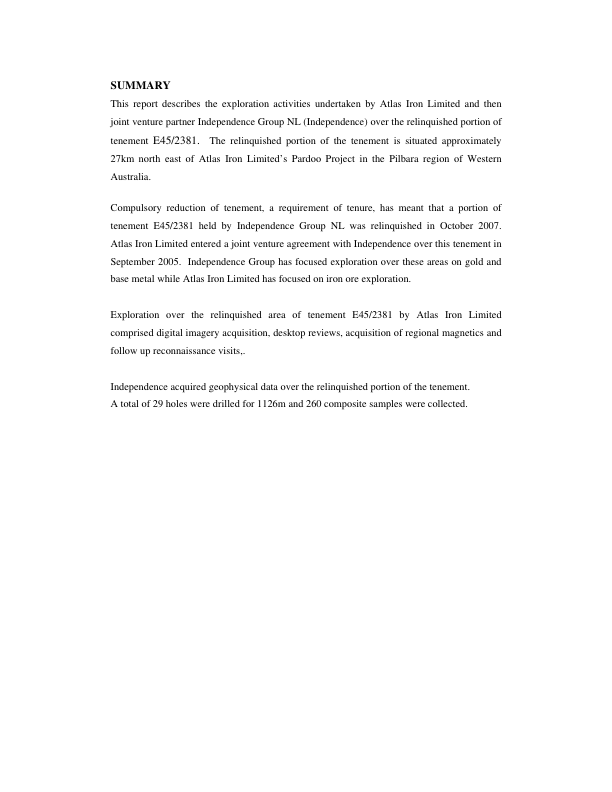 SUMMARY
This report describes the exploration activities undertaken by Atlas Iron Limited and then
joint venture partner Independence Group NL (Independence) over the relinquished portion of
tenement E45/2381.  The relinquished portion of the tenement is situated approximately
27km north east of Atlas Iron Limited's Pardoo Project in the Pilbara region of Western
Australia.
Compulsory reduction of tenement, a requirement of tenure, has meant that a portion of
tenement E45/2381 held by Independence Group NL was relinquished in October 2007.
Atlas Iron Limited entered a joint venture agreement with Independence over this tenement in
September 2005.  Independence Group has focused exploration over these areas on gold and
base metal while Atlas Iron Limited has focused on iron ore exploration.
Exploration over the relinquished area of tenement E45/2381 by Atlas Iron Limited
comprised digital imagery acquisition, desktop reviews, acquisition of regional magnetics and
follow up reconnaissance visits,.
Independence acquired geophysical data over the relinquished portion of the tenement.
A total of 29 holes were drilled for 1126m and 260 composite samples were collected.